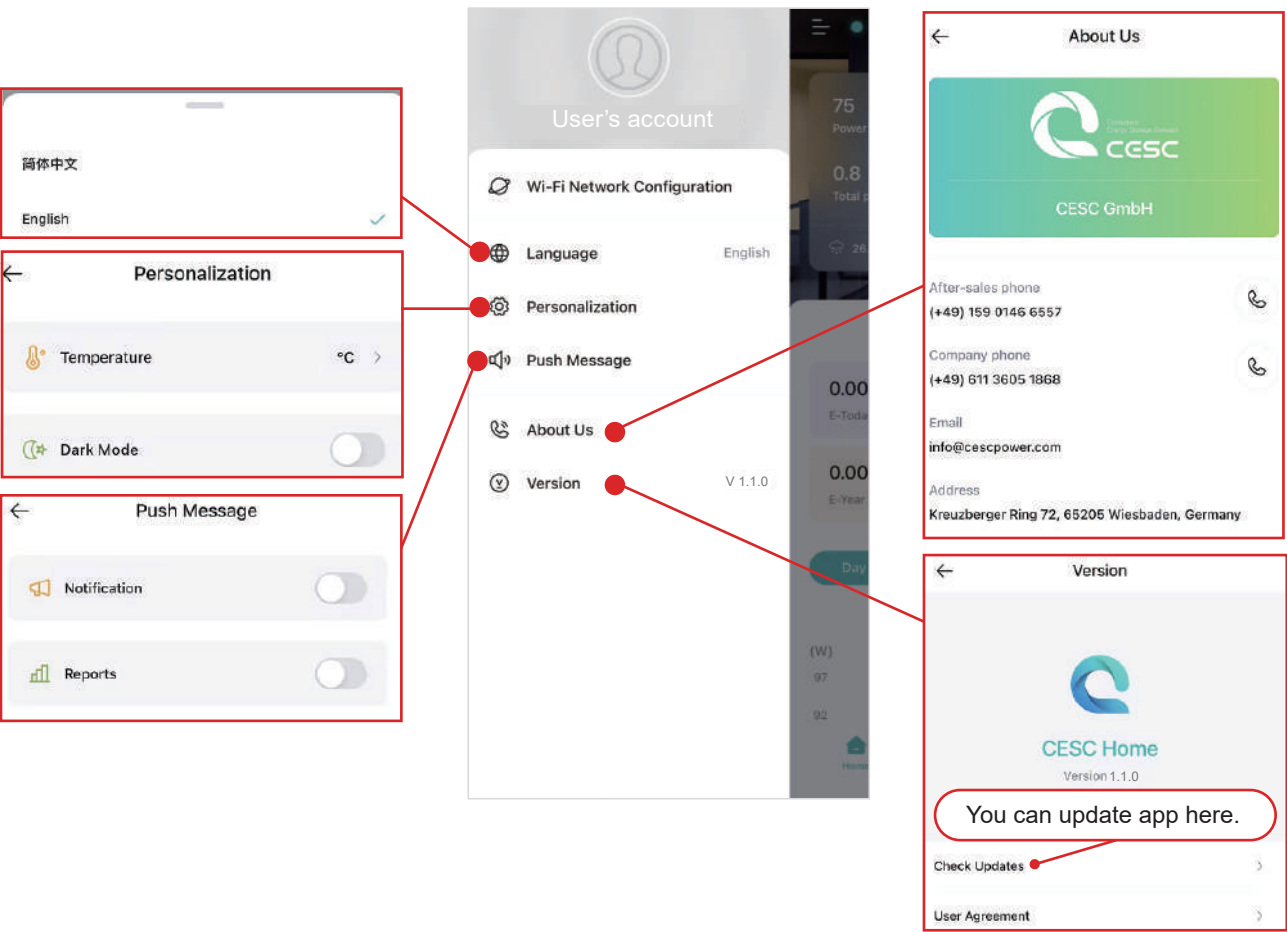 简体中文
English
Personalization
Temperature
°C
Dark Mode
Push Message
Notification
Reports
User's account
Wi-Fi Network Configuration
Language
English
Personalization
Push Message
About Us
Version
V 1.1.0
75
Power
0.8
Total p
26.
0.00
E-Toda
0.00
E-Year
Day
(W)
97
92
Home
About Us
CESC
CESC GmbH
After-sales phone
(+49) 159 0146 6557
Company phone
(+49) 611 3605 1868
Email
info@cescpower.com
Address
Kreuzberger Ring 72, 65205 Wiesbaden, Germany
Version
CESC Home
Version 1.1.0
You can update app here.
Check Updates
User Agreement